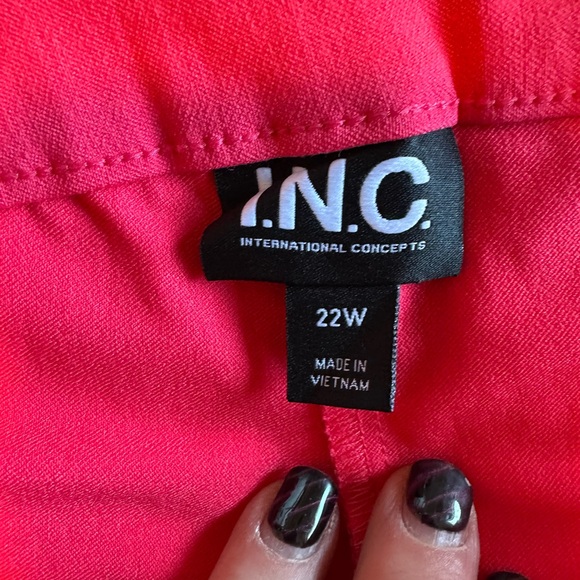 I.N.C.
INTERNATIONAL CONCEPTS
22W
MADE IN
VIETNAM